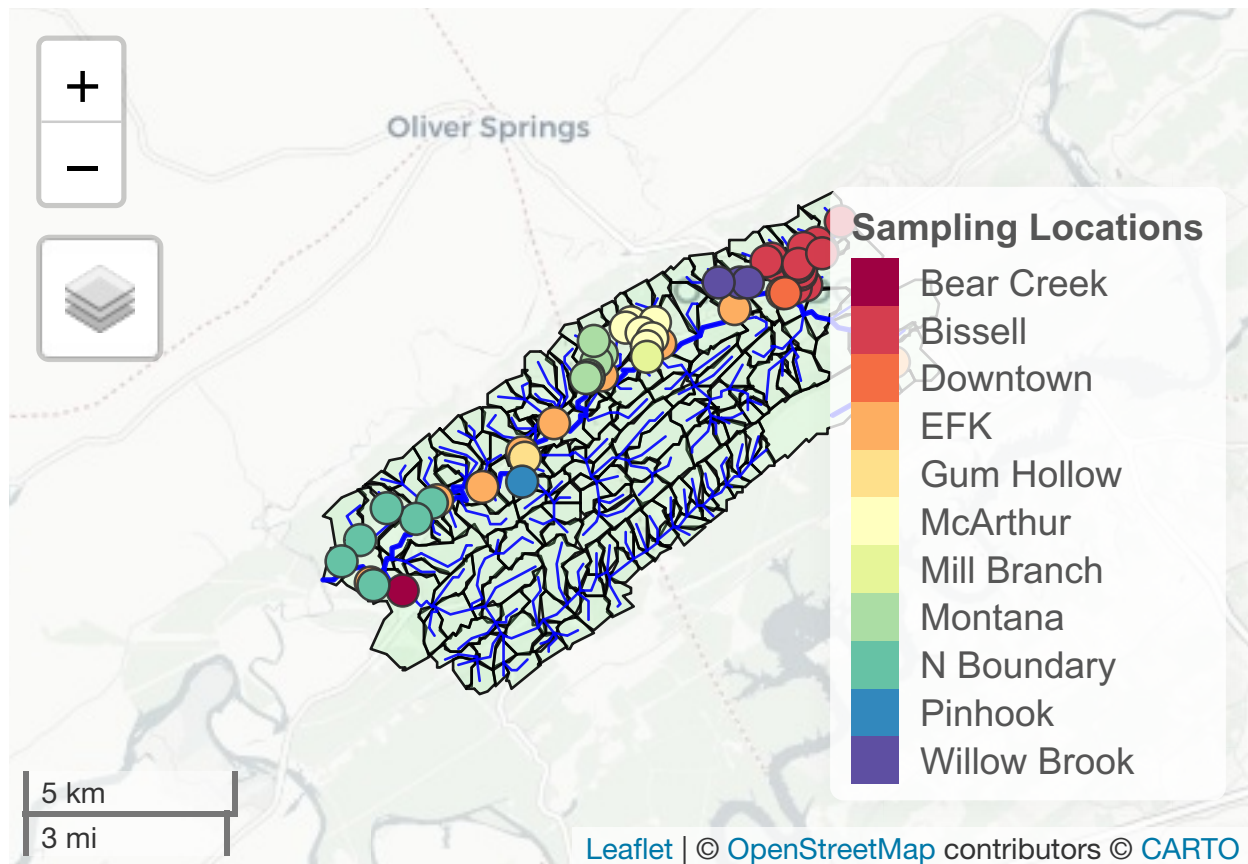 +
Oliver Springs
−
Sampling Locations
Bear Creek
Bissell
Downtown
EFK
Gum Hollow
McArthur
Mill Branch
Montana
N Boundary
Pinhook
Willow Brook
5 km
3 mi
Leaflet | © OpenStreetMap contributors © CARTO